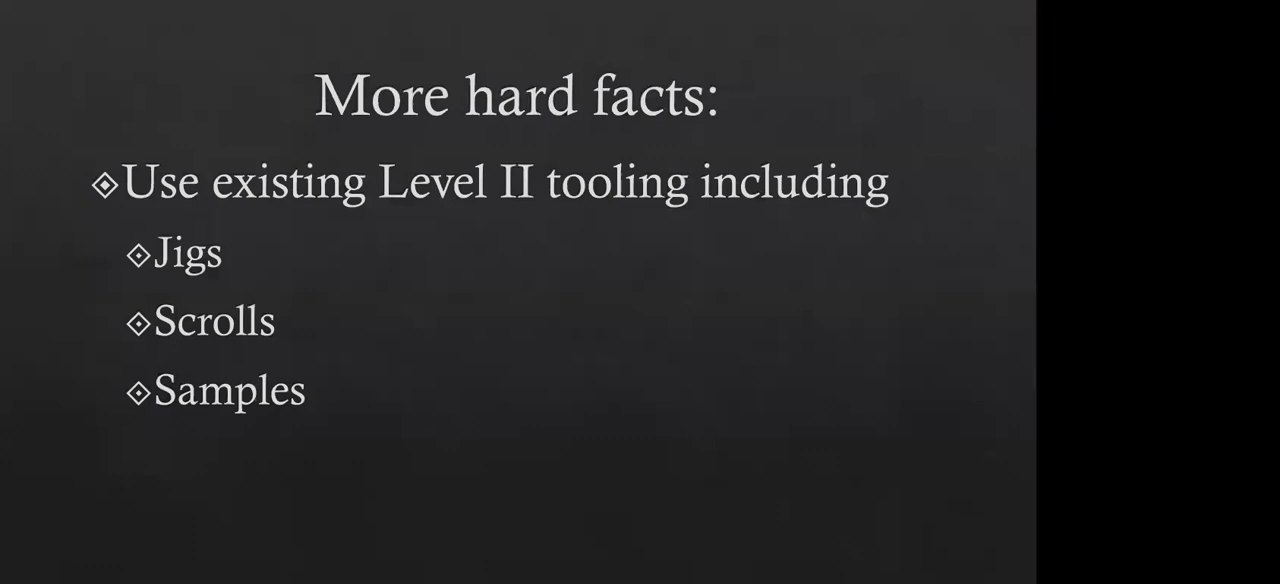 More hard facts:
Use existing Level II tooling including
Jigs
Scrolls
Samples